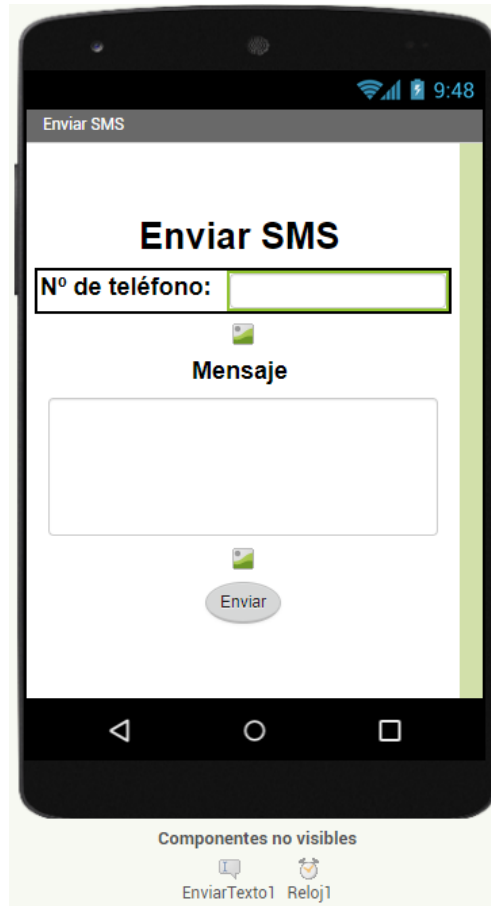 9:48
Enviar SMS
Enviar SMS
Nº de teléfono:
Mensaje
Enviar
Componentes no visibles
EnviarTexto1 Reloj1